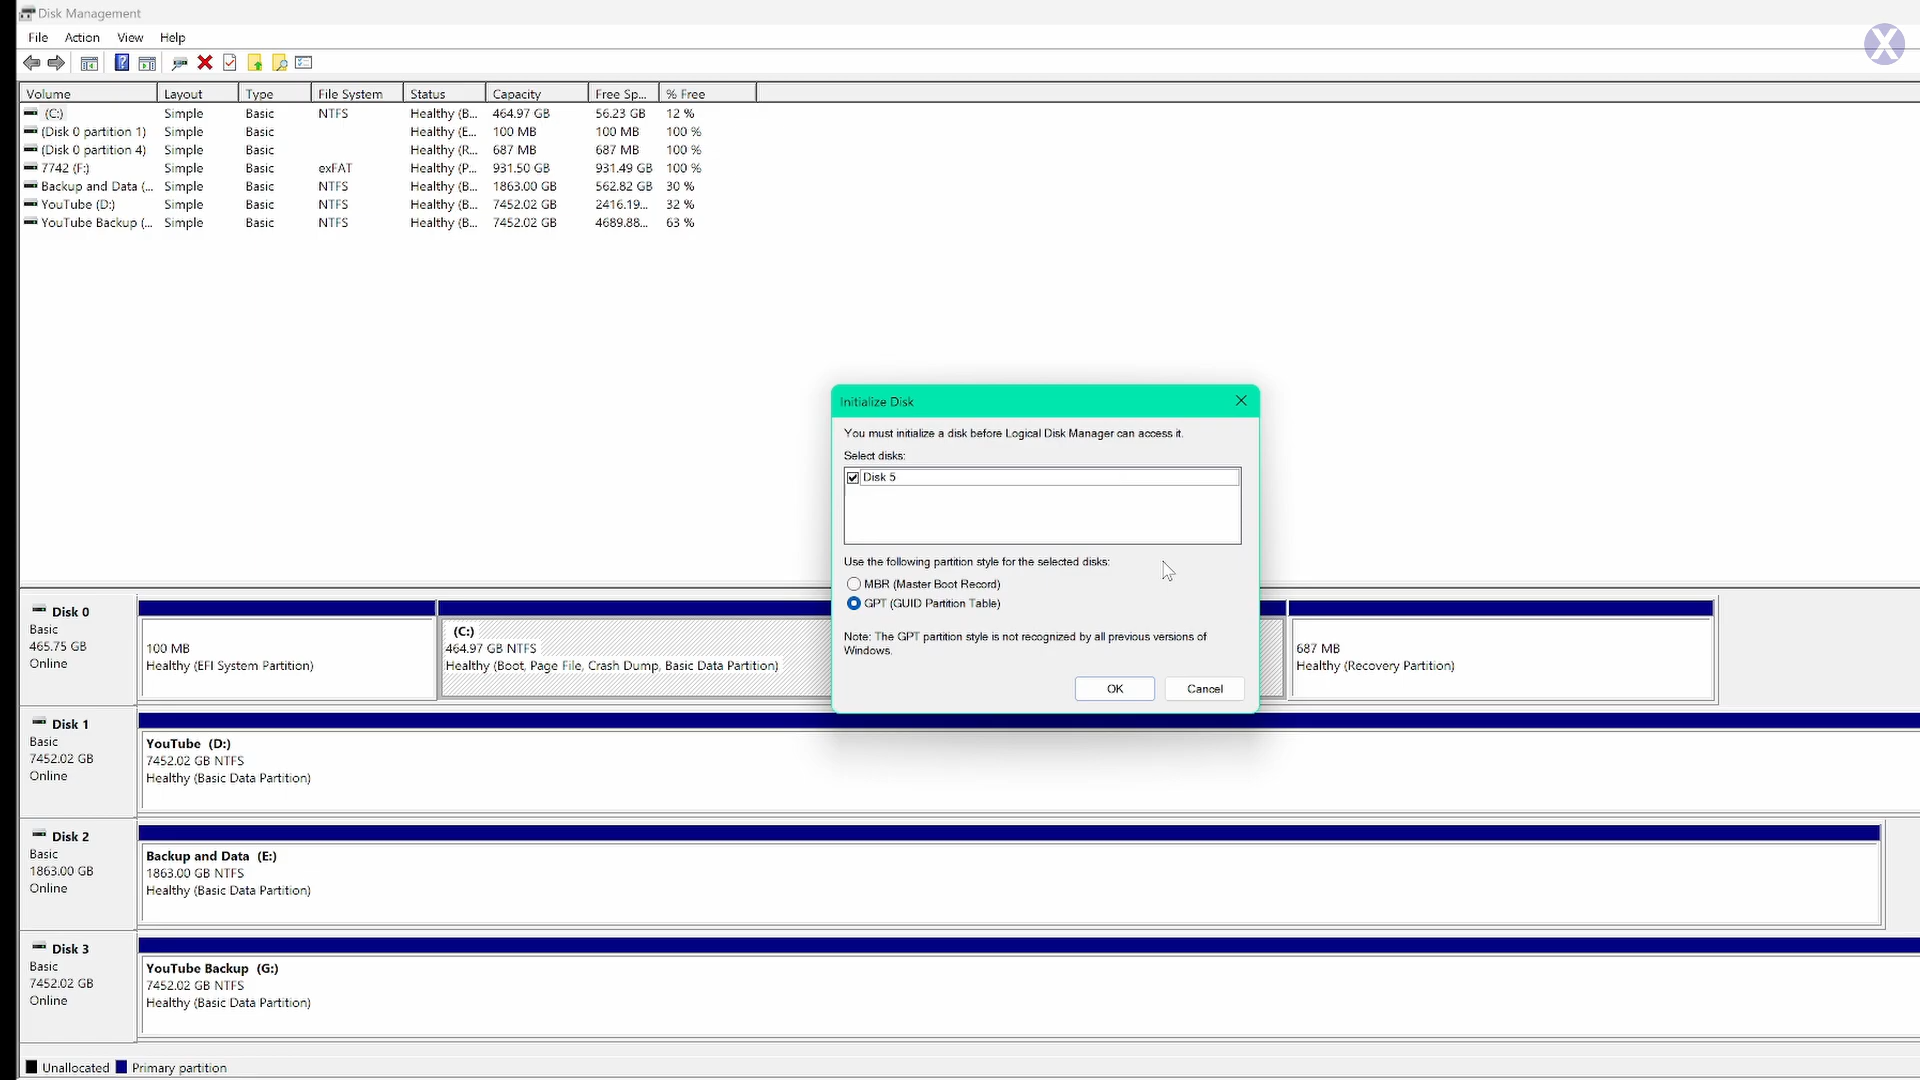 Disk Management
File Action View Help
X
Volume Layout Type File System Status Capacity Free Sp... % Free
(C:) Simple Basic NTFS Healthy (B... 464.97 GB 56.23 GB 12 %
(Disk 0 partition 1) Simple Basic Healthy (E... 100 MB 100 MB 100 %
(Disk 0 partition 4) Simple Basic Healthy (R... 687 MB 687 MB 100 %
7742 (F:) Simple Basic exFAT Healthy (P... 931.50 GB 931.49 GB 100 %
Backup and Data (... Simple Basic NTFS Healthy (B... 1863.00 GB 562.82 GB 30 %
YouTube (D:) Simple Basic NTFS Healthy (B... 7452.02 GB 2416.19... 32 %
YouTube Backup (... Simple Basic NTFS Healthy (B... 7452.02 GB 4689.88... 63 %
Initialize Disk
You must initialize a disk before Logical Disk Manager can access it.
Select disks:
Disk 5
Use the following partition style for the selected disks:
MBR (Master Boot Record)
GPT (GUID Partition Table)
Note: The GPT partition style is not recognized by all previous versions of
Windows.
OK Cancel
Disk 0
Basic
465.75 GB
Online
100 MB
Healthy (EFI System Partition)
(C:)
464.97 GB NTFS
Healthy (Boot, Page File, Crash Dump, Basic Data Partition)
687 MB
Healthy (Recovery Partition)
Disk 1
Basic
7452.02 GB
Online
YouTube (D:)
7452.02 GB NTFS
Healthy (Basic Data Partition)
Disk 2
Basic
1863.00 GB
Online
Backup and Data (E:)
1863.00 GB NTFS
Healthy (Basic Data Partition)
Disk 3
Basic
7452.02 GB
Online
YouTube Backup (G:)
7452.02 GB NTFS
Healthy (Basic Data Partition)
Unallocated Primary partition